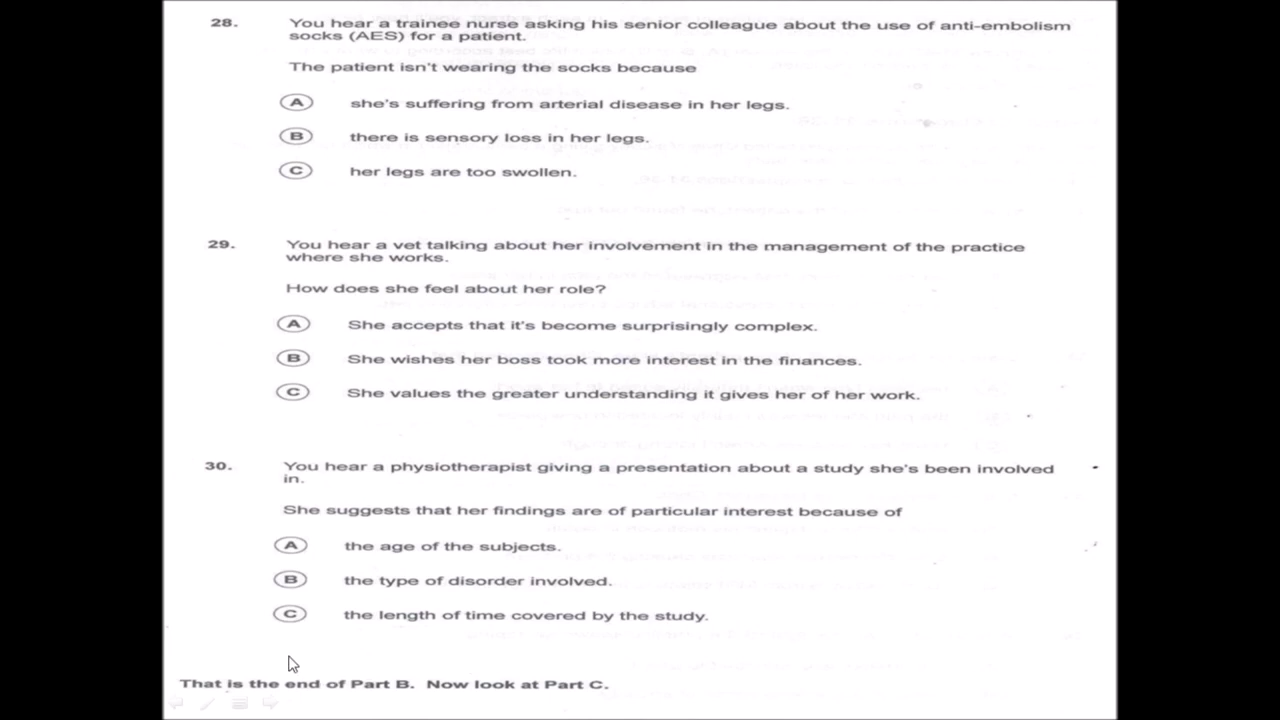 28. You hear a trainee nurse asking his senior colleague about the use of anti-embolism
socks (AES) for a patient.
The patient isn't wearing the socks because
A she's suffering from arterial disease in her legs.
B there is sensory loss in her legs.
C her legs are too swollen.
29. You hear a vet talking about her involvement in the management of the practice
where she works.
How does she feel about her role?
A She accepts that it's become surprisingly complex.
B She wishes her boss took more interest in the finances.
C She values the greater understanding it gives her of her work.
30. You hear a physiotherapist giving a presentation about a study she's been involved
in.
She suggests that her findings are of particular interest because of
A the age of the subjects.
B the type of disorder involved.
C the length of time covered by the study.
That is the end of Part B. Now look at Part C.